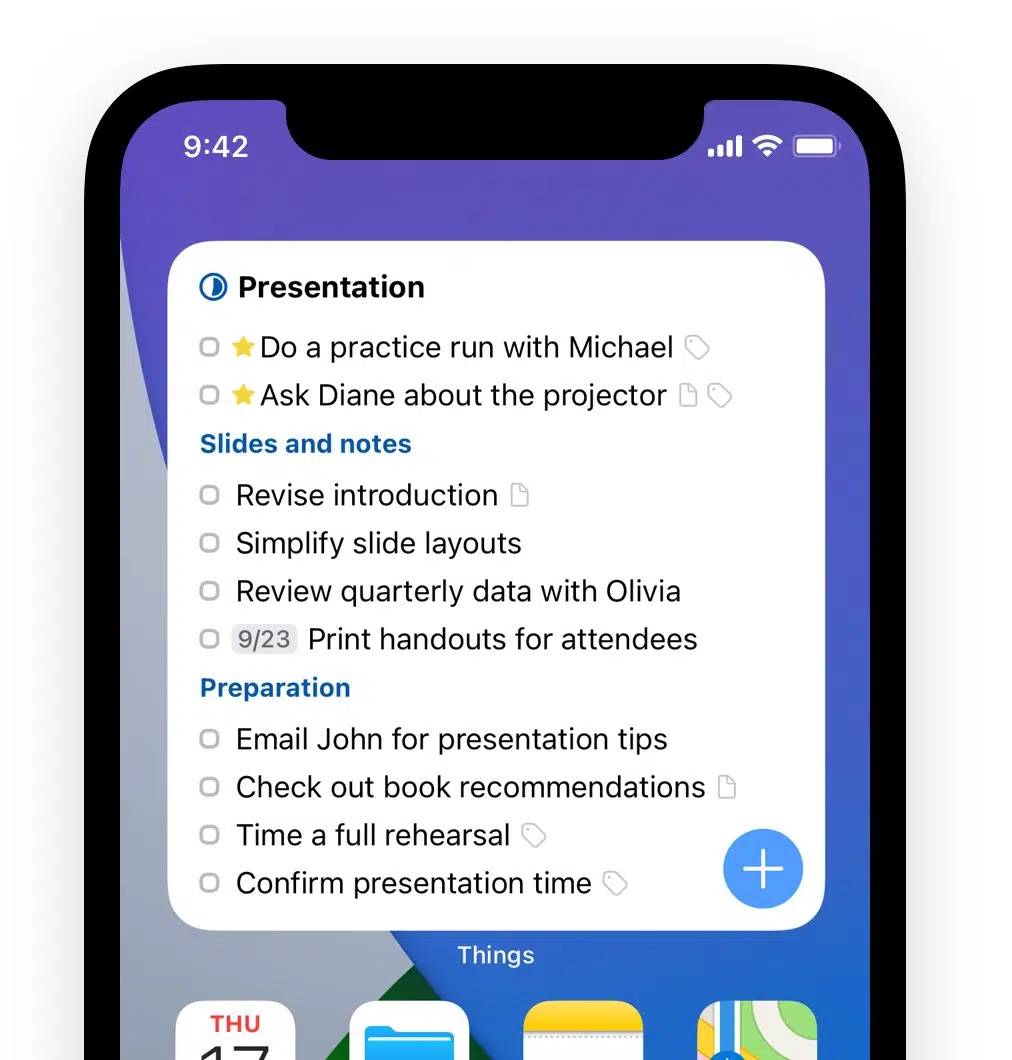 9:42
Presentation
Do a practice run with Michael
Ask Diane about the projector
Slides and notes
Revise introduction
Simplify slide layouts
Review quarterly data with Olivia
9/23 Print handouts for attendees
Preparation
Email John for presentation tips
Check out book recommendations
Time a full rehearsal
Confirm presentation time
Things
THU
17